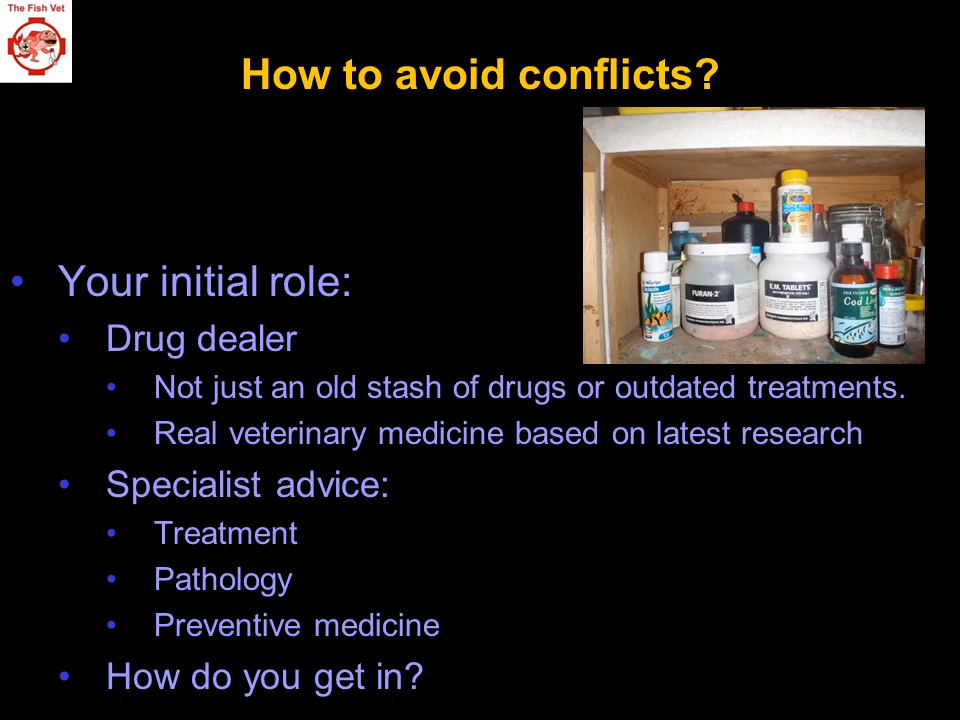 The Fish Vet
How to avoid conflicts?
• Your initial role:
• Drug dealer
• Not just an old stash of drugs or outdated treatments.
• Real veterinary medicine based on latest research
• Specialist advice:
• Treatment
• Pathology
• Preventive medicine
• How do you get in?
FURAN-2
E.M. TABLETS
Cod Liv